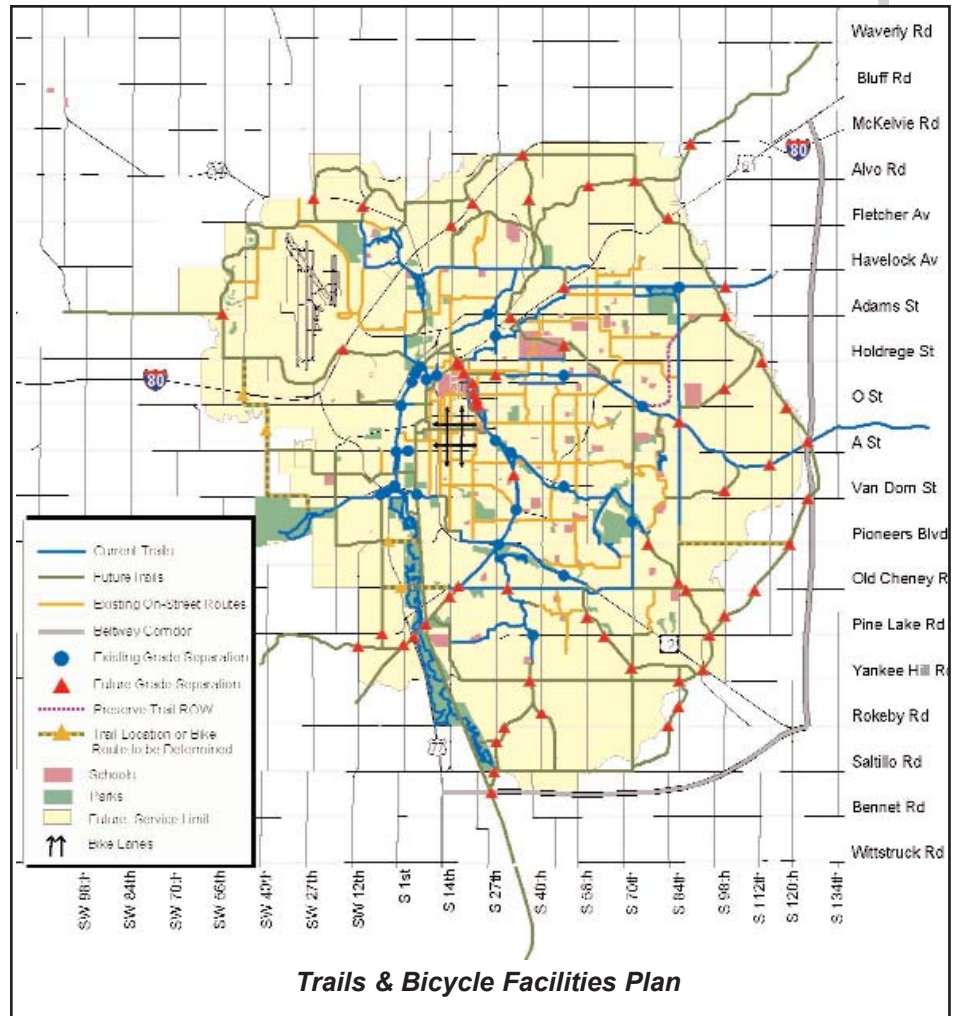 Waverly Rd
Bluff Rd
McKelvie Rd
80
Alvo Rd
Fletcher Av
Havelock Av
Adams St
Holdrege St
80
O St
A St
Van Dorn St
Pioneers Blvd
Old Cheney R
Pine Lake Rd
Yankee Hill R
Rokeby Rd
77
Saltillo Rd
Bennet Rd
Wittstruck Rd
Current Trails
Future Trails
Existing On-Street Routes
Beltway Corridor
Existing Grade Separation
Future Grade Separation
Preserve Trail ROW
Trail Location or Bike
Route to be Determined
Schools
Parks
Future Service Limit
Bike Lanes
SW 98th
SW 84th
SW 70th
SW 56th
SW 40th
SW 27th
SW 12th
S 1st
S 14th
S 27th
S 40th
S 56th
S 70th
S 84th
S 98th
S 112th
S 120th
S 134th
Trails & Bicycle Facilities Plan